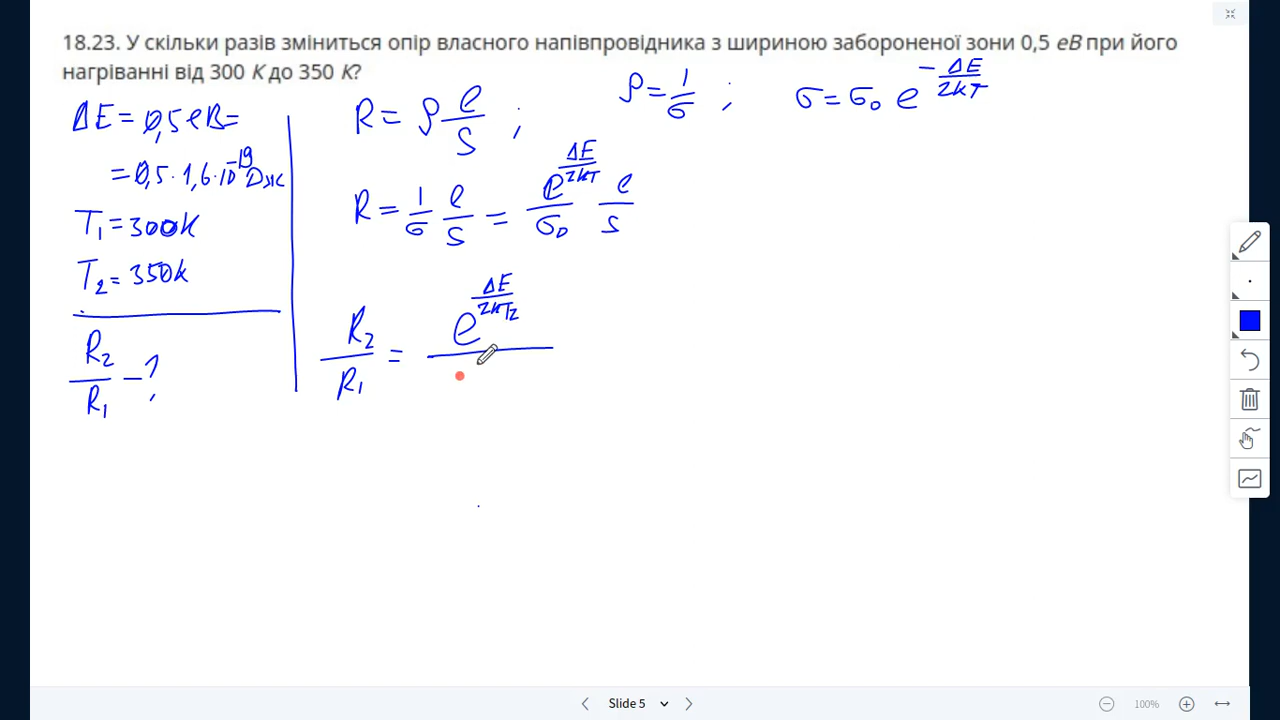 18.23. У скільки разів зміниться опір власного напівпровідника з шириною забороненої зони 0,5 еВ при його
нагріванні від 300 К до 350 К?
ΔE = 0,5 еВ =
= 0,5 · 1,6 · 10^-19 Дж
T₁ = 300К
T₂ = 350К
R₂/R₁ - ?
R = ρ ℓ/S ; ρ = 1/σ ; σ = σ₀ e^(-ΔE/2kT)
R = 1/σ ℓ/S = e^(ΔE/2kT)/σ₀ ℓ/S
R₂/R₁ = e^(ΔE/2kT₂)/
Slide 5
100%